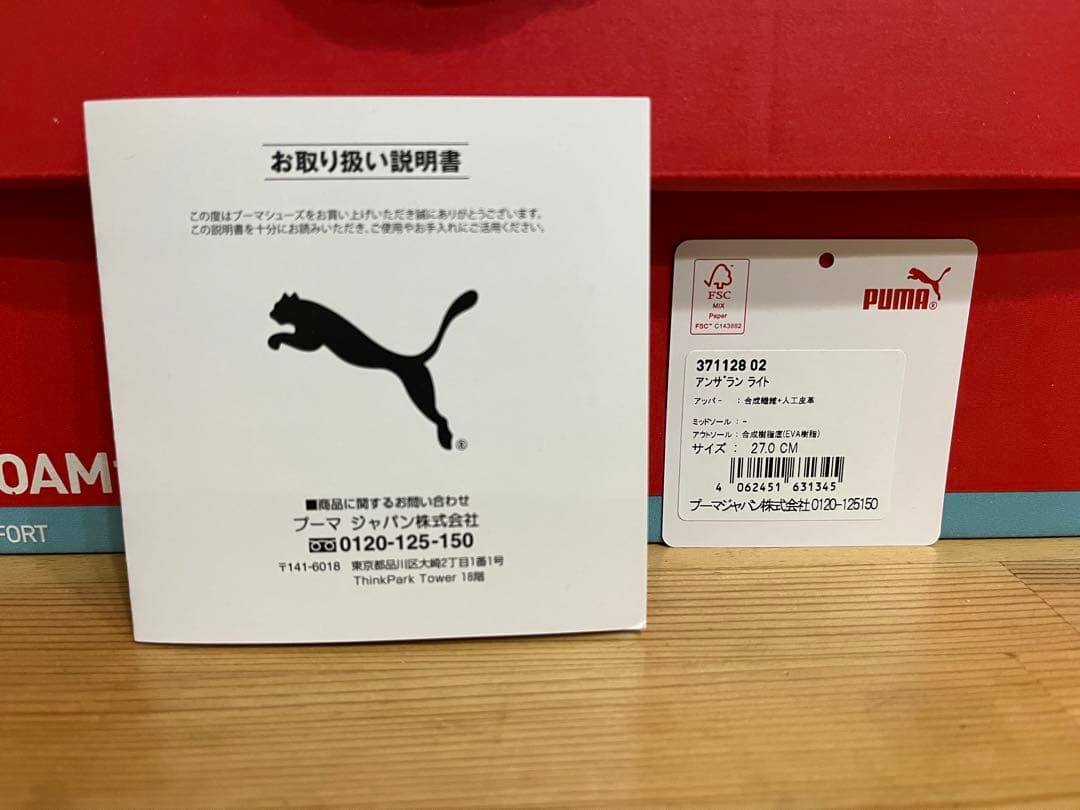 お取り扱い説明書
この度はプーマシューズをお買い上げいただき誠にありがとうございます。
この説明書を十分にお読みいただき、ご使用やお手入れにご活用ください。
®
■商品に関するお問い合わせ
プーマ ジャパン株式会社
0120-125-150
〒141-6018 東京都品川区大崎2丁目1番1号
ThinkPark Tower 18階
FSC
MIX
Paper
FSC™ C143882
PUMA®
371128 02
アンザラン ライト
アッパー : 合成繊維+人工皮革
ミッドソール : -
アウトソール : 合成樹脂底(EVA樹脂)
サイズ : 27.0 CM
4 062451 631345
プーマジャパン株式会社 0120-125150
OAM
FORT